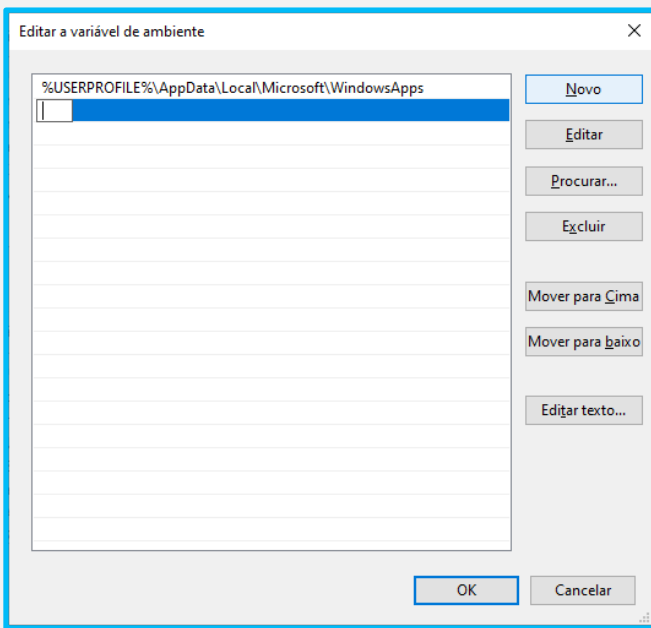 Editar a variável de ambiente
%USERPROFILE%\AppData\Local\Microsoft\WindowsApps
Novo
Editar
Procurar...
Excluir
Mover para Cima
Mover para baixo
Editar texto...
OK
Cancelar